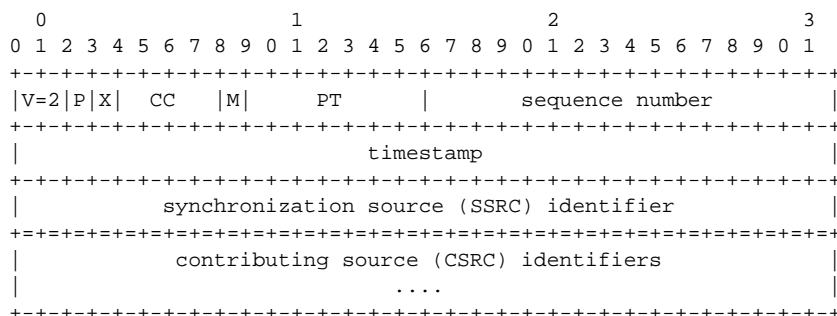 0                   1                   2                   3
0 1 2 3 4 5 6 7 8 9 0 1 2 3 4 5 6 7 8 9 0 1 2 3 4 5 6 7 8 9 0 1
+-+-+-+-+-+-+-+-+-+-+-+-+-+-+-+-+-+-+-+-+-+-+-+-+-+-+-+-+-+-+-+-+
|V=2|P|X|  CC   |M|     PT      |       sequence number         |
+-+-+-+-+-+-+-+-+-+-+-+-+-+-+-+-+-+-+-+-+-+-+-+-+-+-+-+-+-+-+-+-+
|                           timestamp                           |
+-+-+-+-+-+-+-+-+-+-+-+-+-+-+-+-+-+-+-+-+-+-+-+-+-+-+-+-+-+-+-+-+
|           synchronization source (SSRC) identifier            |
+=+=+=+=+=+=+=+=+=+=+=+=+=+=+=+=+=+=+=+=+=+=+=+=+=+=+=+=+=+=+=+=+
|            contributing source (CSRC) identifiers             |
|                             ....                              |
+-+-+-+-+-+-+-+-+-+-+-+-+-+-+-+-+-+-+-+-+-+-+-+-+-+-+-+-+-+-+-+-+